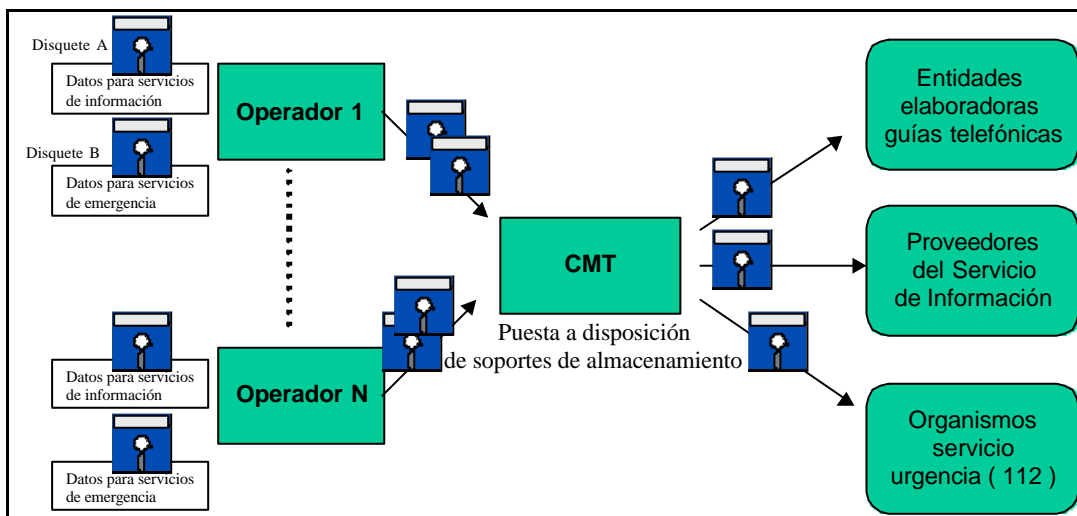 Disquete A
Datos para servicios
de información
Disquete B
Datos para servicios
de emergencia
Operador 1
Datos para servicios
de información
Datos para servicios
de emergencia
Operador N
CMT
Puesta a disposición
de soportes de almacenamiento
Entidades
elaboradoras
guías telefónicas
Proveedores
del Servicio
de Información
Organismos
servicio
urgencia ( 112 )